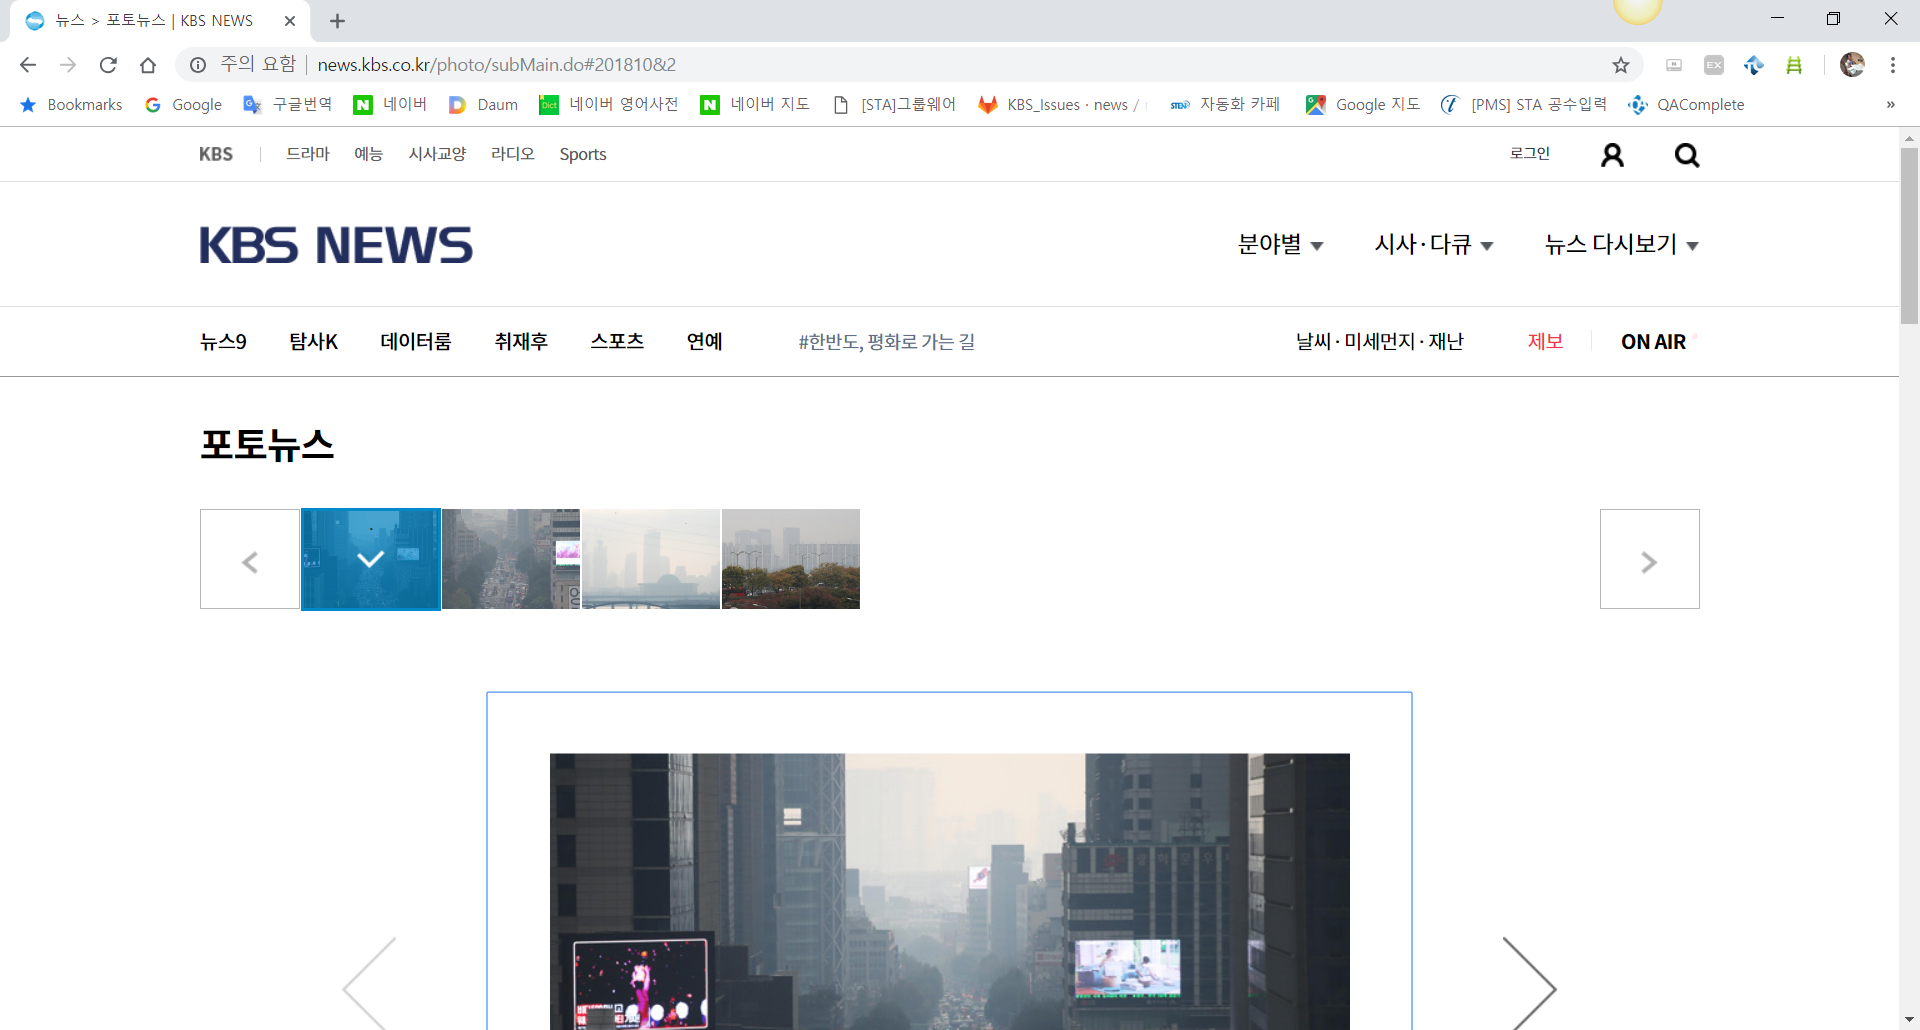 뉴스 > 포토뉴스 | KBS NEWS
주의 요함 | news.kbs.co.kr/photo/subMain.do#201810&2
Bookmarks Google 구글번역 네이버 Daum 네이버 영어사전 네이버 지도 [STA]그룹웨어 KBS_Issues · news / 자동화 카페 Google 지도 [PMS] STA 공수입력 QAComplete »
KBS 드라마 예능 시사교양 라디오 Sports 로그인
KBS NEWS 분야별 시사·다큐 뉴스 다시보기
뉴스9 탐사K 데이터룸 취재후 스포츠 연예 #한반도, 평화로 가는 길 날씨·미세먼지·재난 제보 ON AIR
포토뉴스